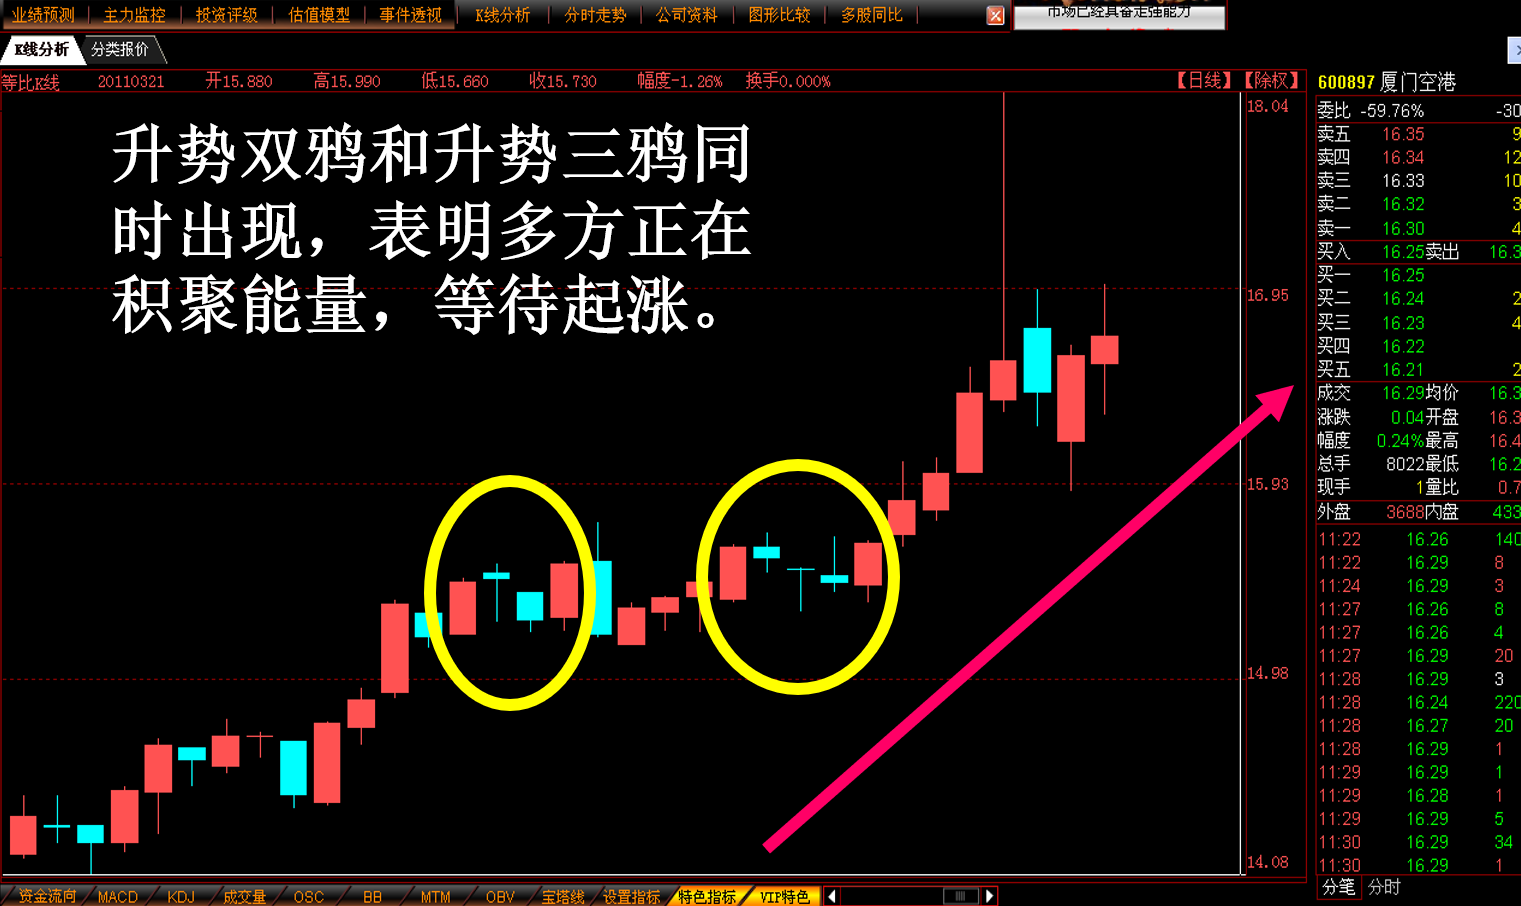 业绩预测 主力监控 投资评级 估值模型 事件透视 K线分析 分时走势 公司资料 图形比较 多股同比
市场已经具备走强能力
K线分析 分类报价
等比K线 20110321 开15.880 高15.990 低15.660 收15.730 幅度-1.26% 换手0.000% 【日线】【除权】
600897 厦门空港
升势双鸦和升势三鸦同
时出现，表明多方正在
积聚能量，等待起涨。
18.04
16.95
15.93
14.98
14.08
委比 -59.76% -30
卖五 16.35 9
卖四 16.34 12
卖三 16.33 10
卖二 16.32 3
卖一 16.30 4
买入 16.25 卖出 16.3
买一 16.25
买二 16.24 2
买三 16.23 4
买四 16.22
买五 16.21 2
成交 16.29 均价 16.3
涨跌 0.04 开盘 16.3
幅度 0.24% 最高 16.4
总手 8022 最低 16.2
现手 1 量比 0.7
外盘 3688 内盘 433
11:22 16.26 140
11:22 16.29 8
11:24 16.29 3
11:27 16.26 8
11:27 16.26 4
11:27 16.29 20
11:28 16.29 3
11:28 16.24 220
11:28 16.27 20
11:28 16.29 1
11:29 16.29 1
11:29 16.28 1
11:29 16.29 5
11:30 16.29 34
11:30 16.29 1
分笔 分时
资金流向 MACD KDJ 成交量 OSC BB MTM OBV 宝塔线 设置指标 特色指标 VIP特色